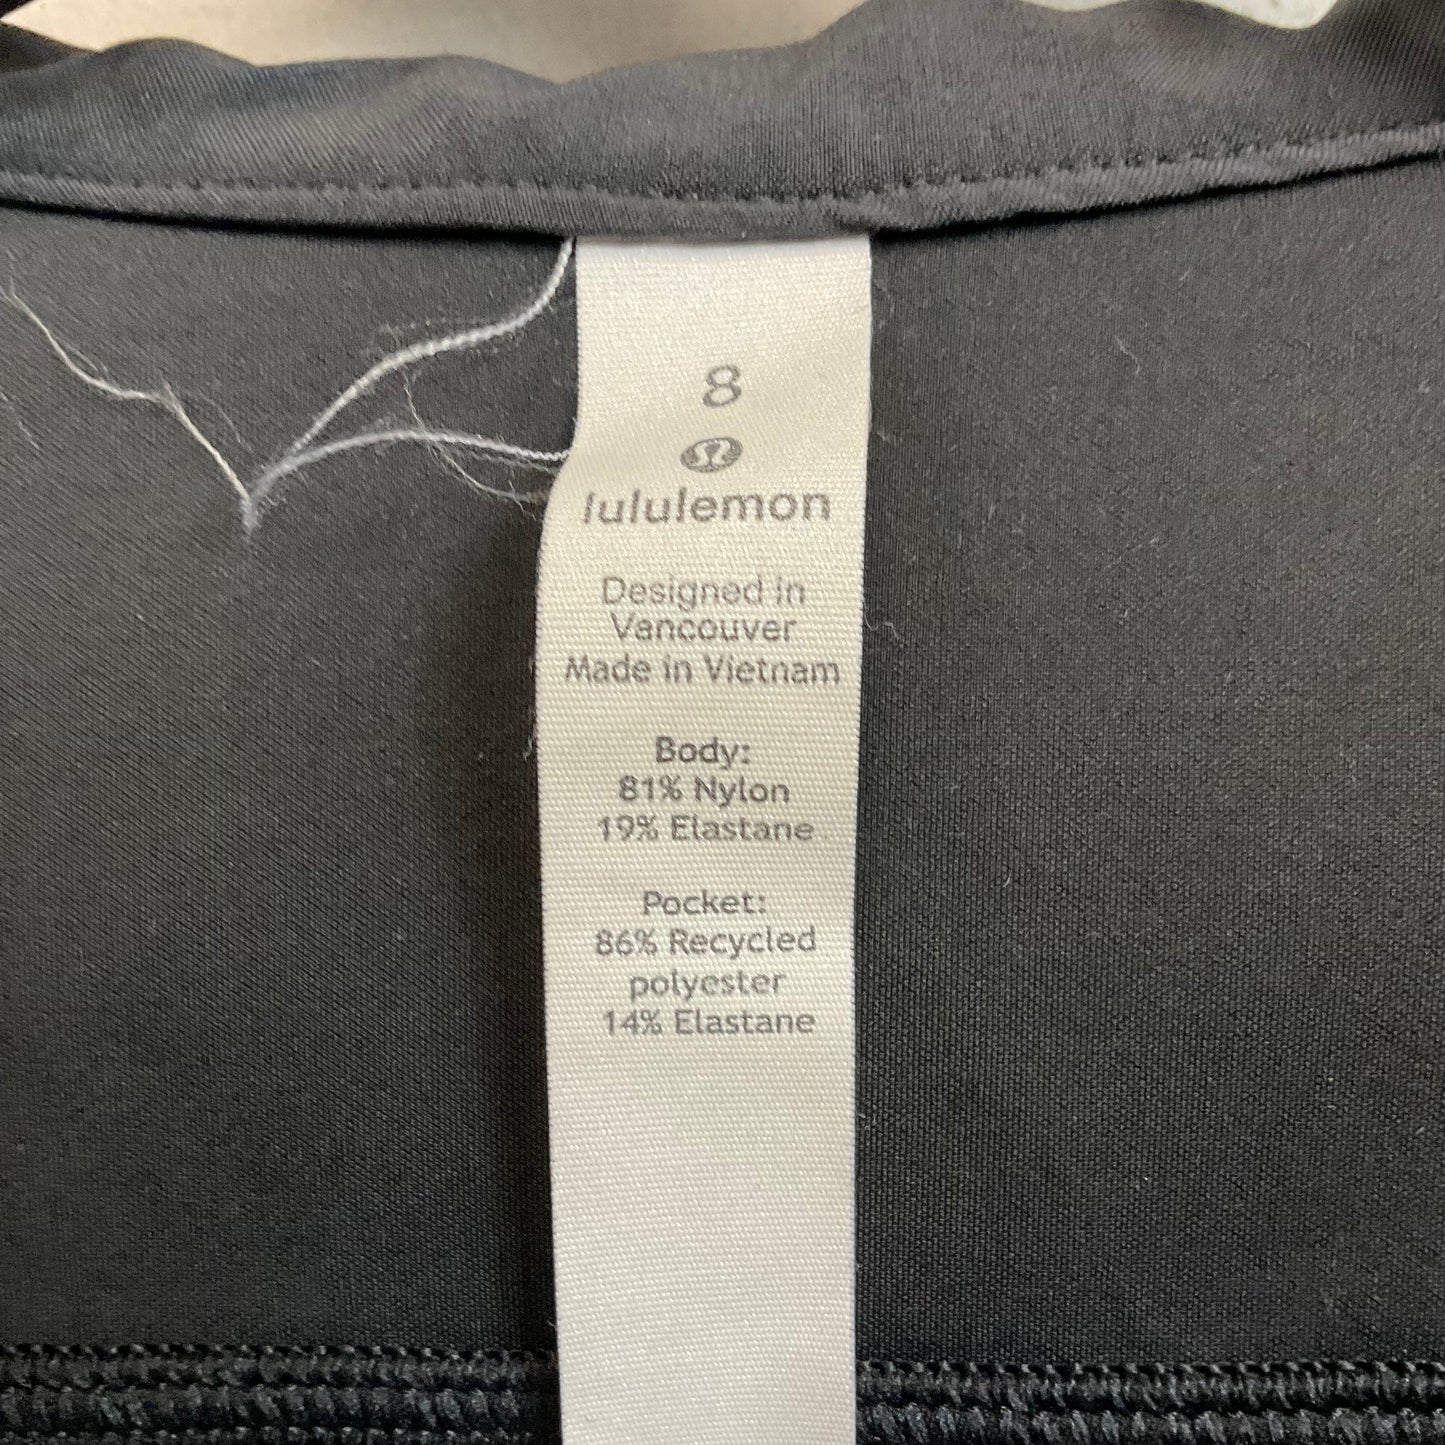 8
lululemon
Designed in
Vancouver
Made in Vietnam
Body:
81% Nylon
19% Elastane
Pocket:
86% Recycled
polyester
14% Elastane